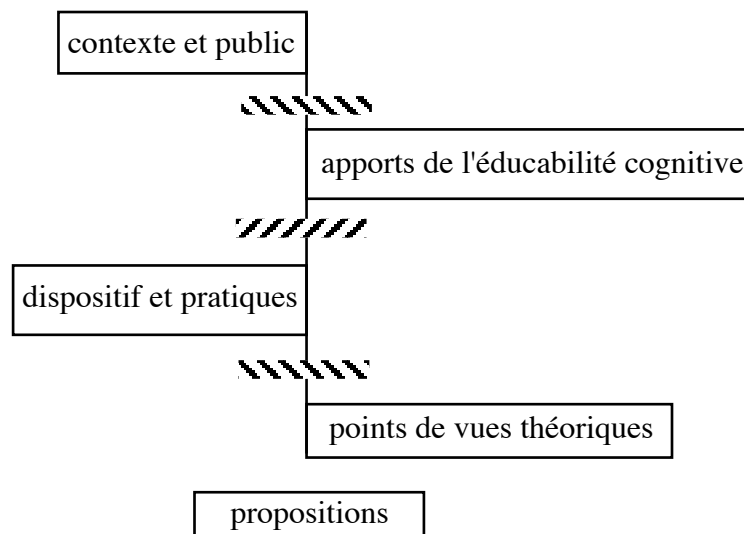 contexte et public
apports de l'éducabilité cognitive
dispositif et pratiques
points de vues théoriques
propositions